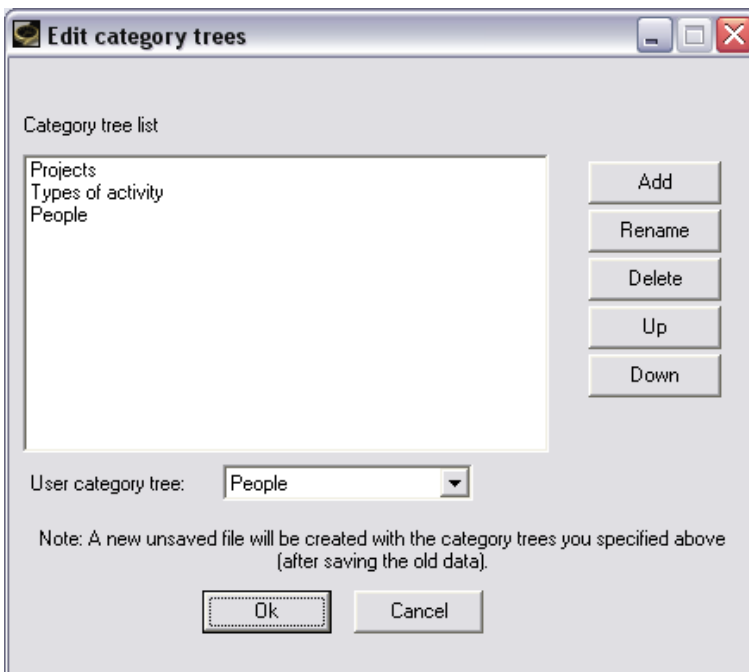 Edit category trees
Category tree list
Projects
Types of activity
People
Add
Rename
Delete
Up
Down
User category tree: People
Note: A new unsaved file will be created with the category trees you specified above
(after saving the old data).
Ok Cancel